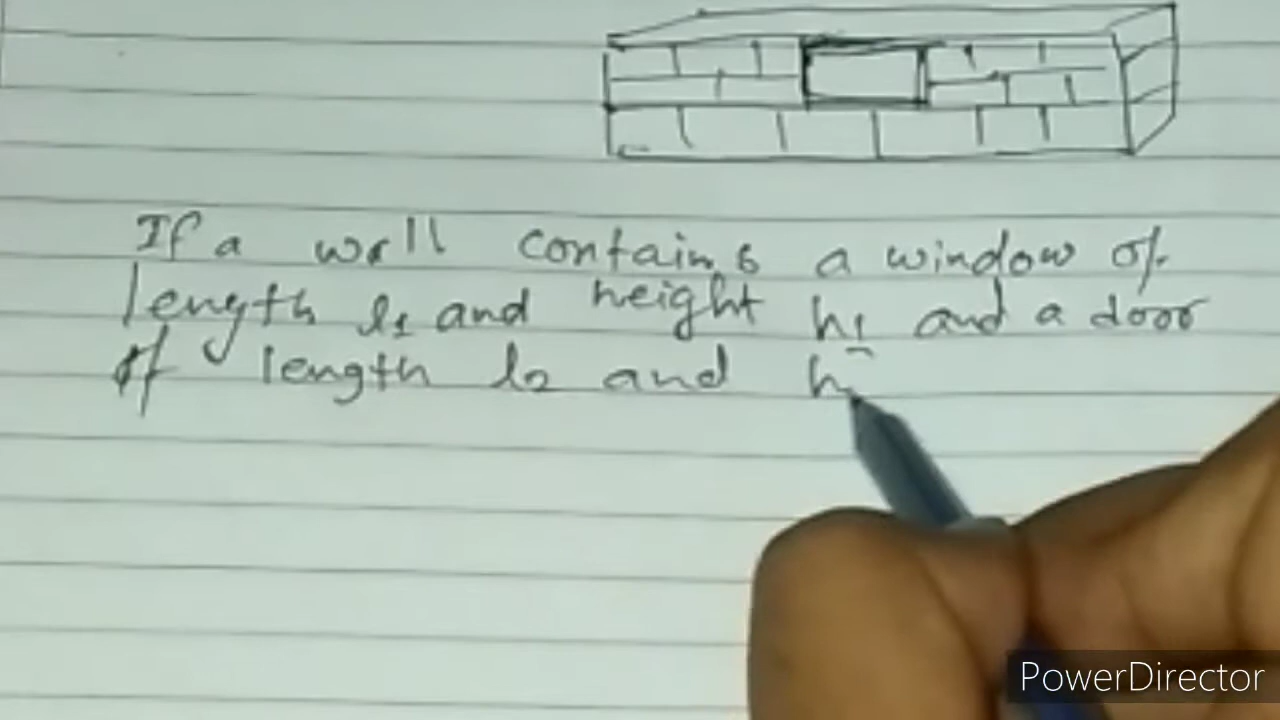 If a wall contains a window of
length l1 and height h1 and a door
of length l2 and h
PowerDirector